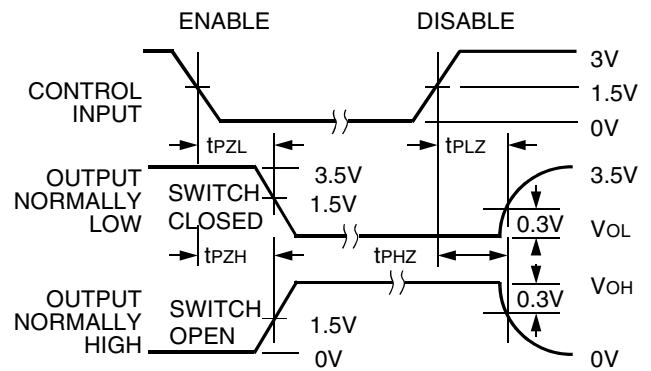 ENABLE DISABLE
CONTROL INPUT
3V
1.5V
0V
tPZL tPLZ
OUTPUT NORMALLY LOW
SWITCH CLOSED
3.5V
1.5V
3.5V
0.3V
VOL
tPZH tPHZ
OUTPUT NORMALLY HIGH
SWITCH OPEN
1.5V
0V
0.3V
VOH
0V